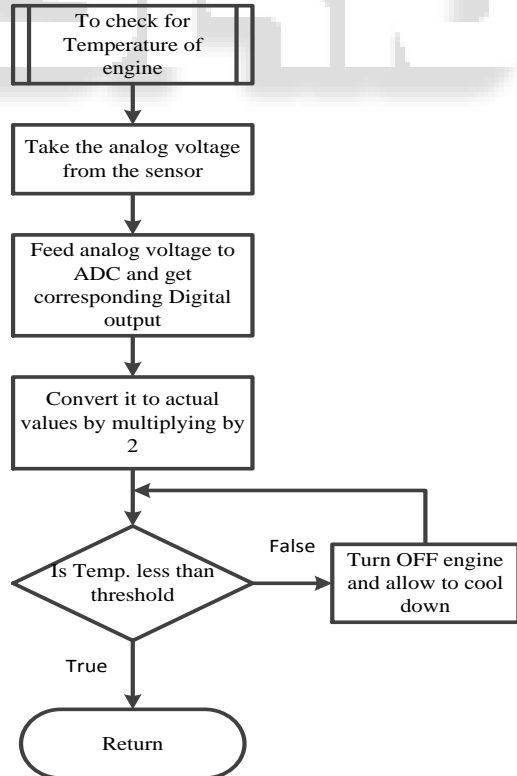 To check for
Temperature of
engine
Take the analog voltage
from the sensor
Feed analog voltage to
ADC and get
corresponding Digital
output
Convert it to actual
values by multiplying by
2
Is Temp. less than
threshold
False
Turn OFF engine
and allow to cool
down
True
Return